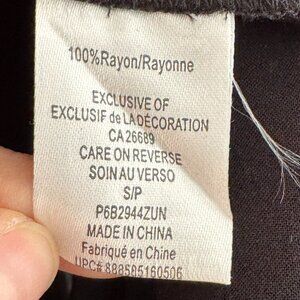 100%Rayon/Rayonne
EXCLUSIVE OF
EXCLUSIF de LA DÉCORATION
CA 26689
CARE ON REVERSE
SOIN AU VERSO
S/P
P6B2944ZUN
MADE IN CHINA
Fabriqué en Chine
UPC# 888585160506